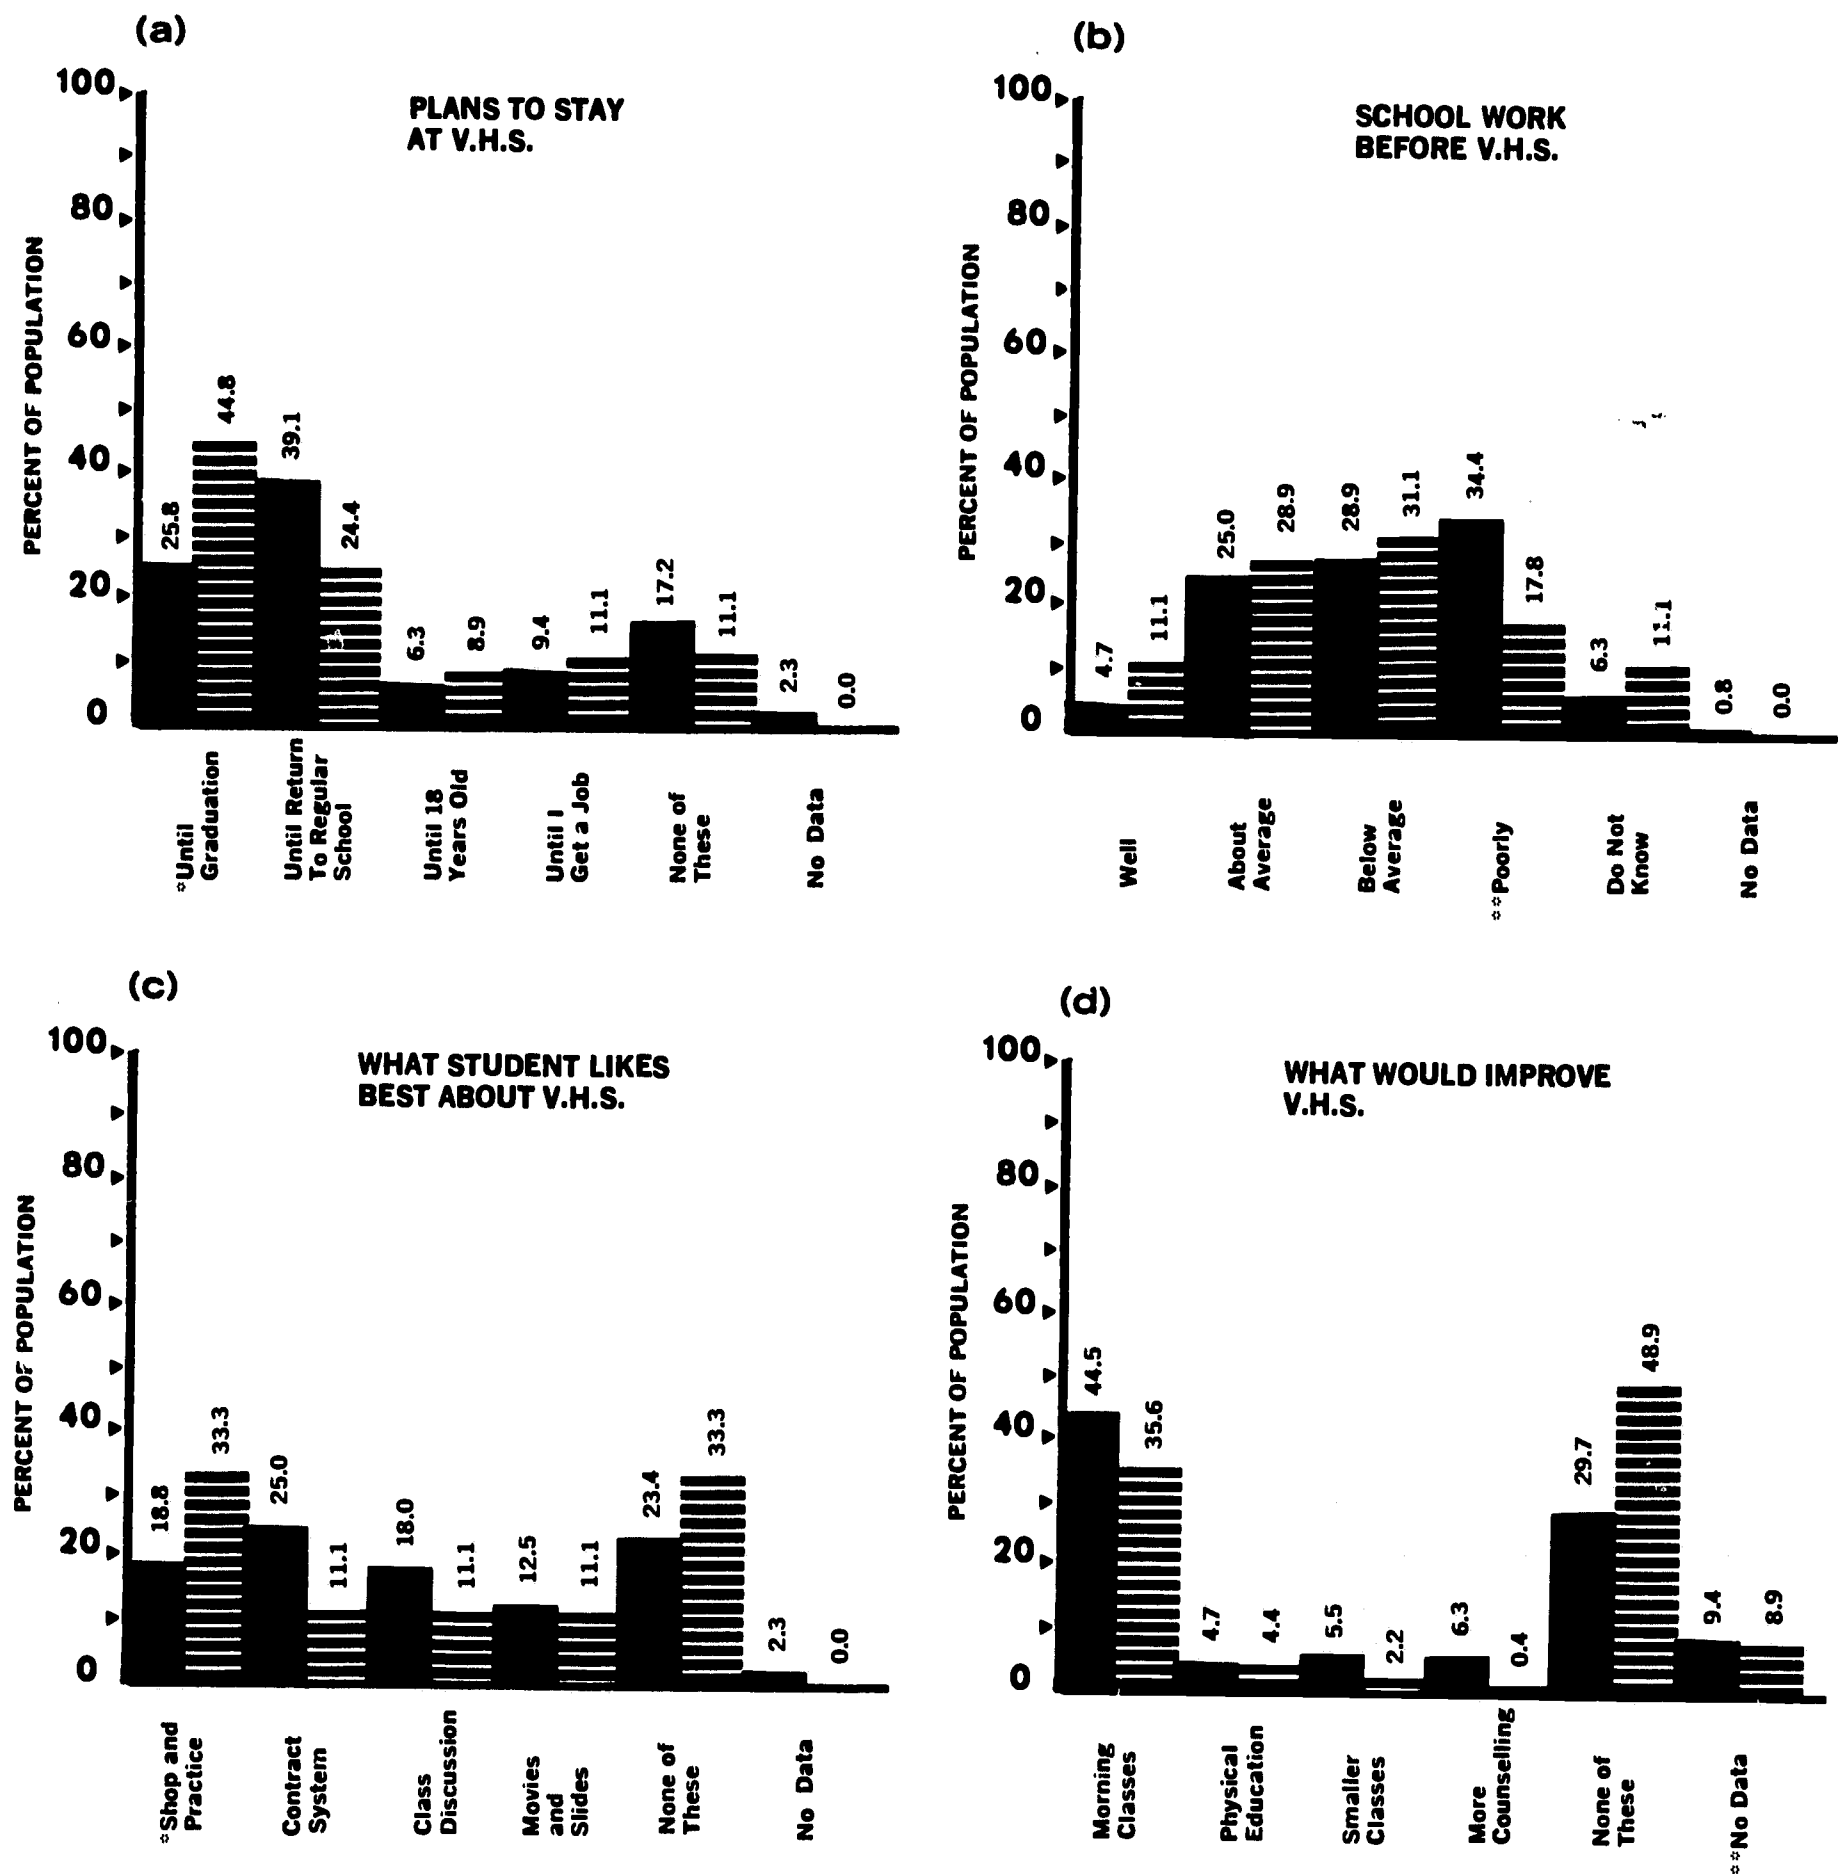 (a)
PLANS TO STAY
AT V.H.S.
PERCENT OF POPULATION
100
80
60
40
20
0
25.8
44.8
39.1
24.4
6.3
8.9
9.4
11.1
17.2
11.1
2.3
0.0
*Until
Graduation
Until Return
To Regular
School
Until 18
Years Old
Until I
Get a Job
None of
These
No Data
(b)
SCHOOL WORK
BEFORE V.H.S.
PERCENT OF POPULATION
100
80
60
40
20
0
4.7
11.1
25.0
28.9
28.9
31.1
34.4
17.8
6.3
11.1
0.8
0.0
Well
About
Average
Below
Average
**Poorly
Do Not
Know
No Data
(c)
WHAT STUDENT LIKES
BEST ABOUT V.H.S.
PERCENT OF POPULATION
100
80
60
40
20
0
18.8
33.3
25.0
11.1
18.0
11.1
12.5
11.1
23.4
33.3
2.3
0.0
*Shop and
Practice
Contract
System
Class
Discussion
Movies
and
Slides
None of
These
No Data
(d)
WHAT WOULD IMPROVE
V.H.S.
PERCENT OF POPULATION
100
80
60
40
20
0
44.5
35.6
4.7
4.4
5.5
2.2
6.3
0.4
29.7
48.9
9.4
8.9
Morning
Classes
Physical
Education
Smaller
Classes
More
Counselling
None of
These
**No Data